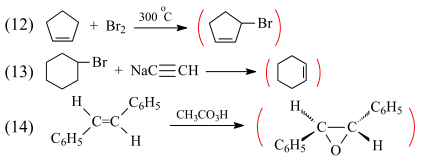 (12) + Br2 300 °C ( Br )
(13) Br + NaC≡CH ( )
(14) H C6H5 C=C C6H5 H CH3CO3H ( H C6H5 C C C6H5 O H )